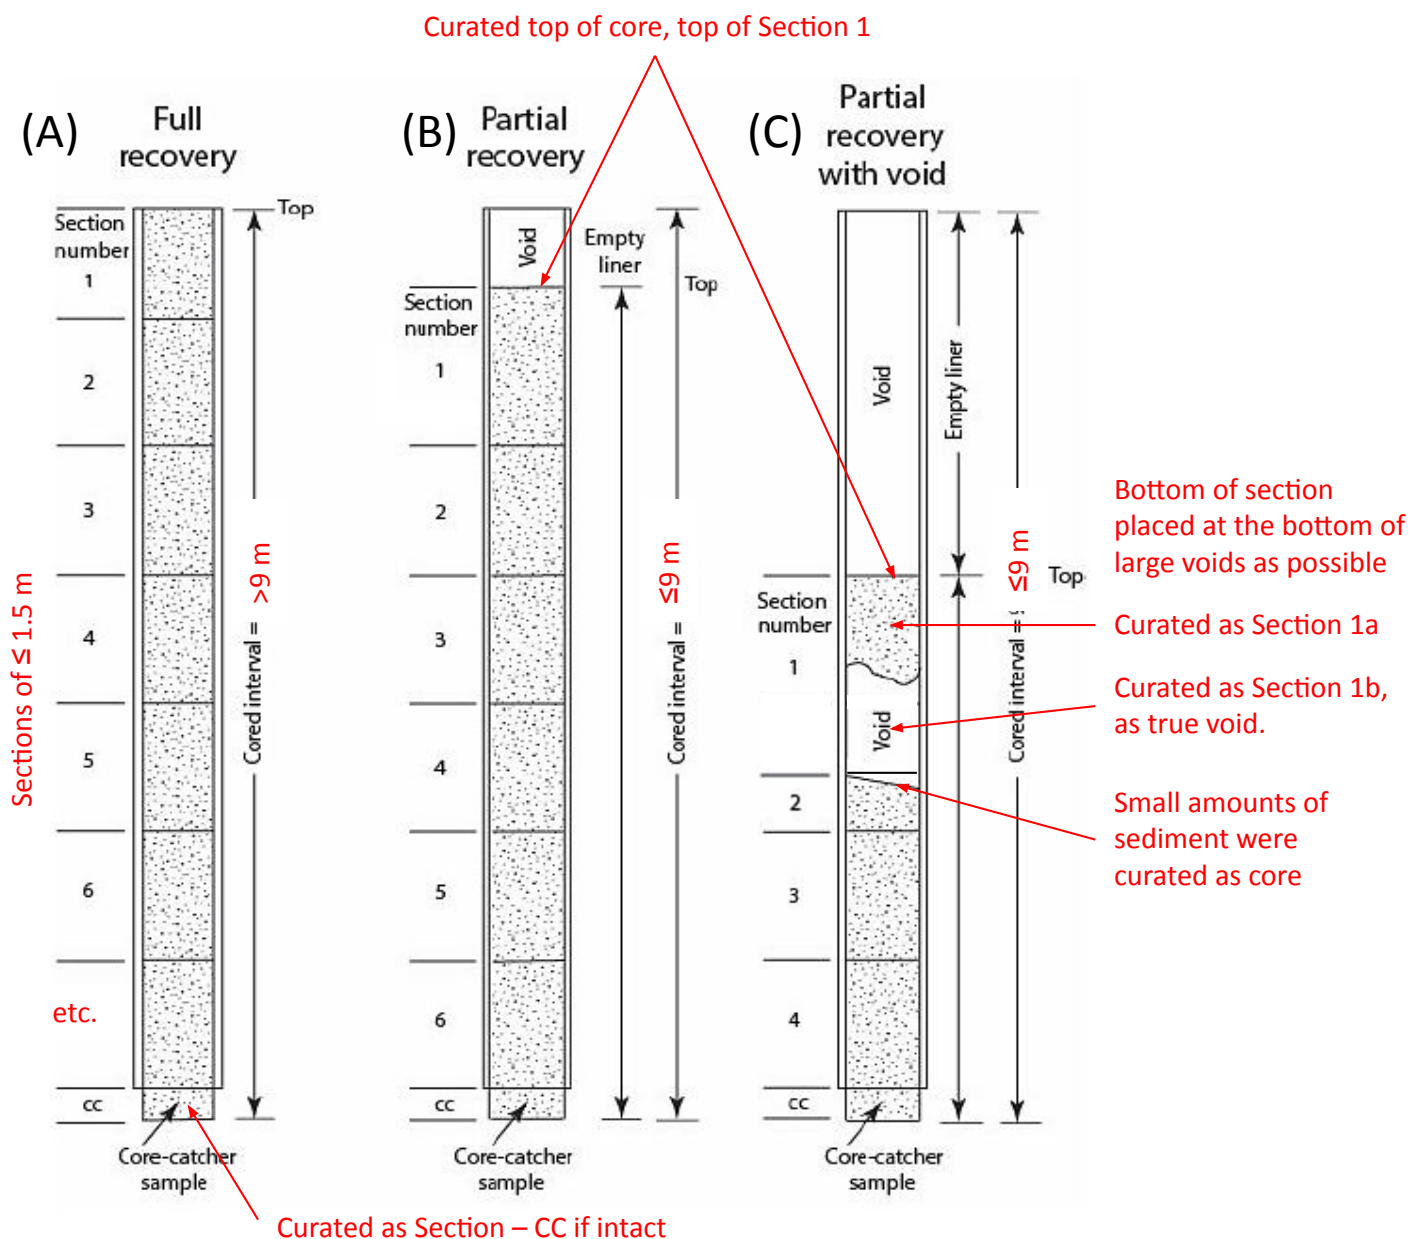 Curated top of core, top of Section 1
(A)
Full
recovery
(B)
Partial
recovery
(C)
Partial
recovery
with void
Top
Section
number
1
2
3
4
5
6
etc.
cc
Sections of ≤ 1.5 m
Cored interval = >9 m
Core-catcher
sample
Curated as Section – CC if intact
Void
Empty
liner
Top
Section
number
1
2
3
4
5
6
cc
Cored interval = ≤9 m
Core-catcher
sample
Void
Empty liner
Top
Section
number
1
Void
2
3
4
cc
Cored interval = ≤9 m
Core-catcher
sample
Bottom of section
placed at the bottom of
large voids as possible
Curated as Section 1a
Curated as Section 1b,
as true void.
Small amounts of
sediment were
curated as core